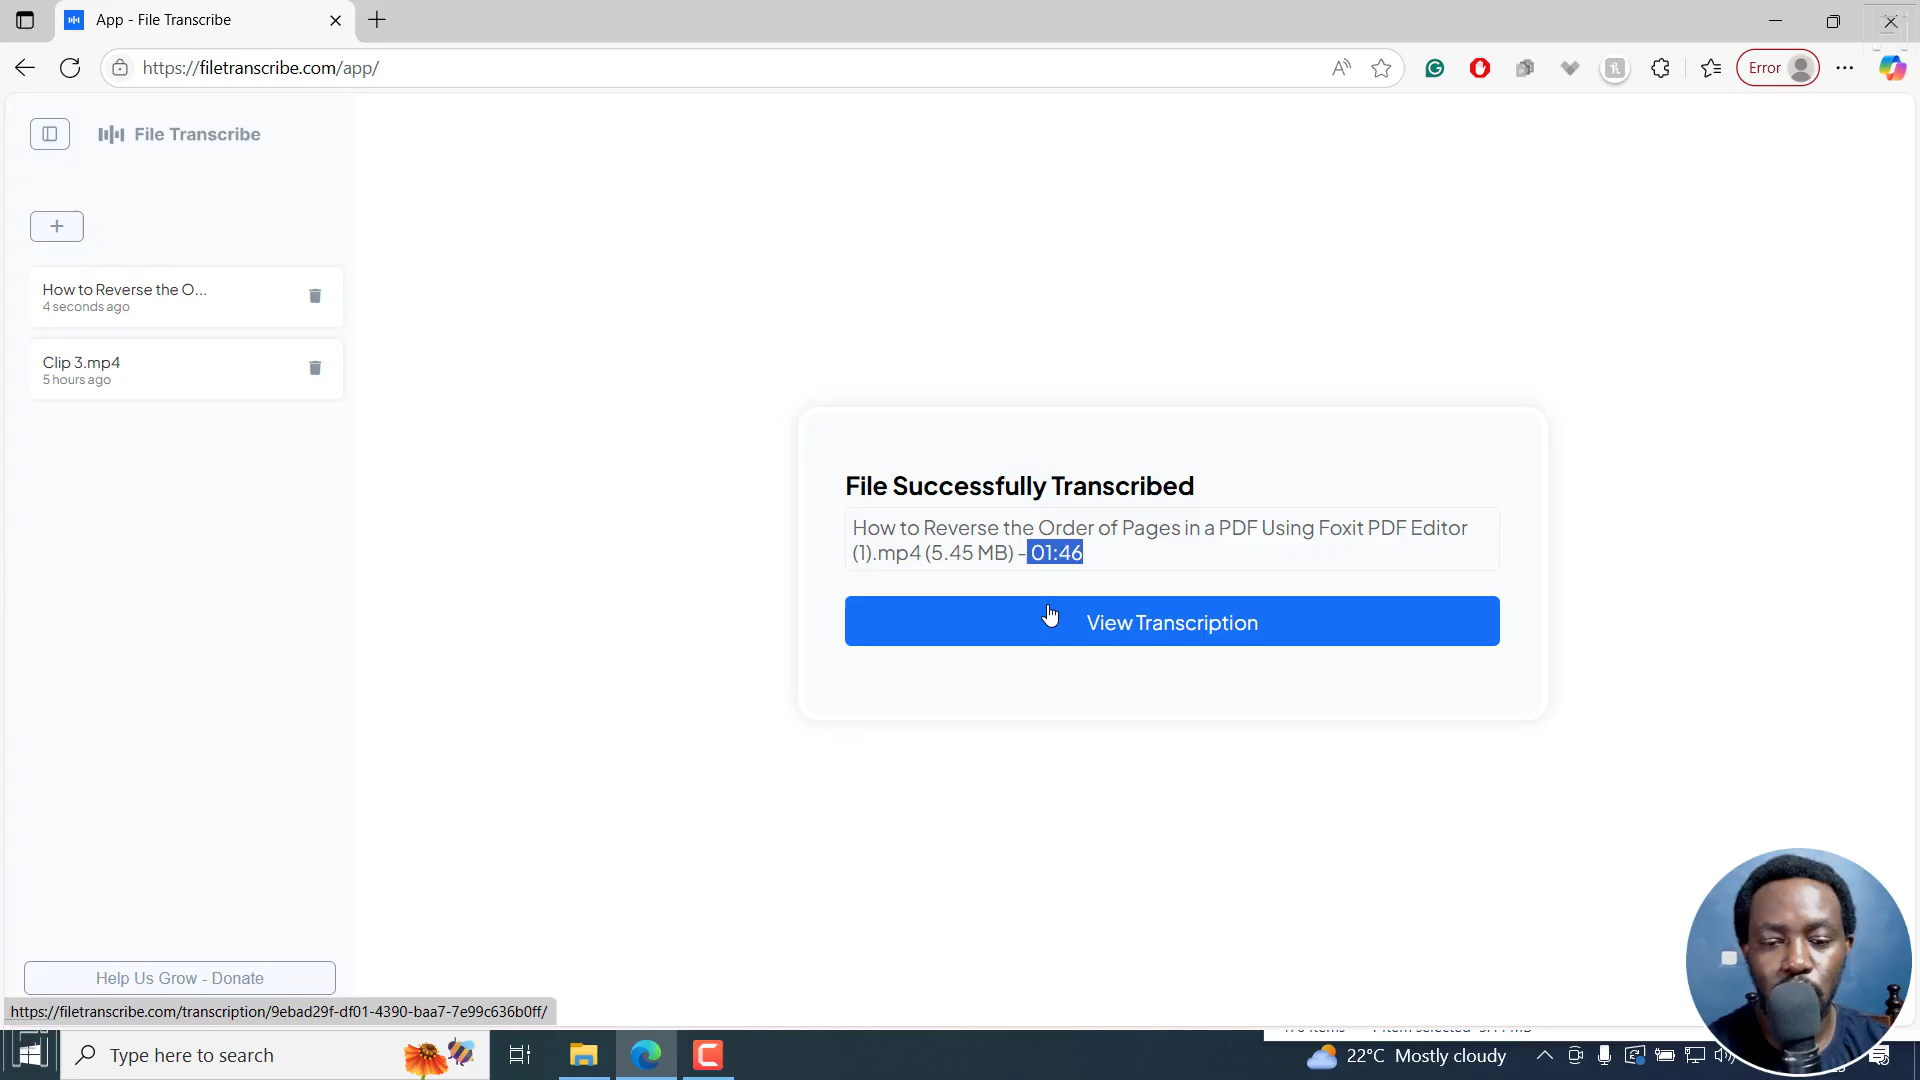 App - File Transcribe
https://filetranscribe.com/app/
Error
File Transcribe
How to Reverse the O...
4 seconds ago
Clip 3.mp4
5 hours ago
File Successfully Transcribed
How to Reverse the Order of Pages in a PDF Using Foxit PDF Editor
(1).mp4 (5.45 MB) - 01:46
View Transcription
Help Us Grow - Donate
https://filetranscribe.com/transcription/9ebad29f-df01-4390-baa7-7e99c636b0ff/
Type here to search
22°C Mostly cloudy